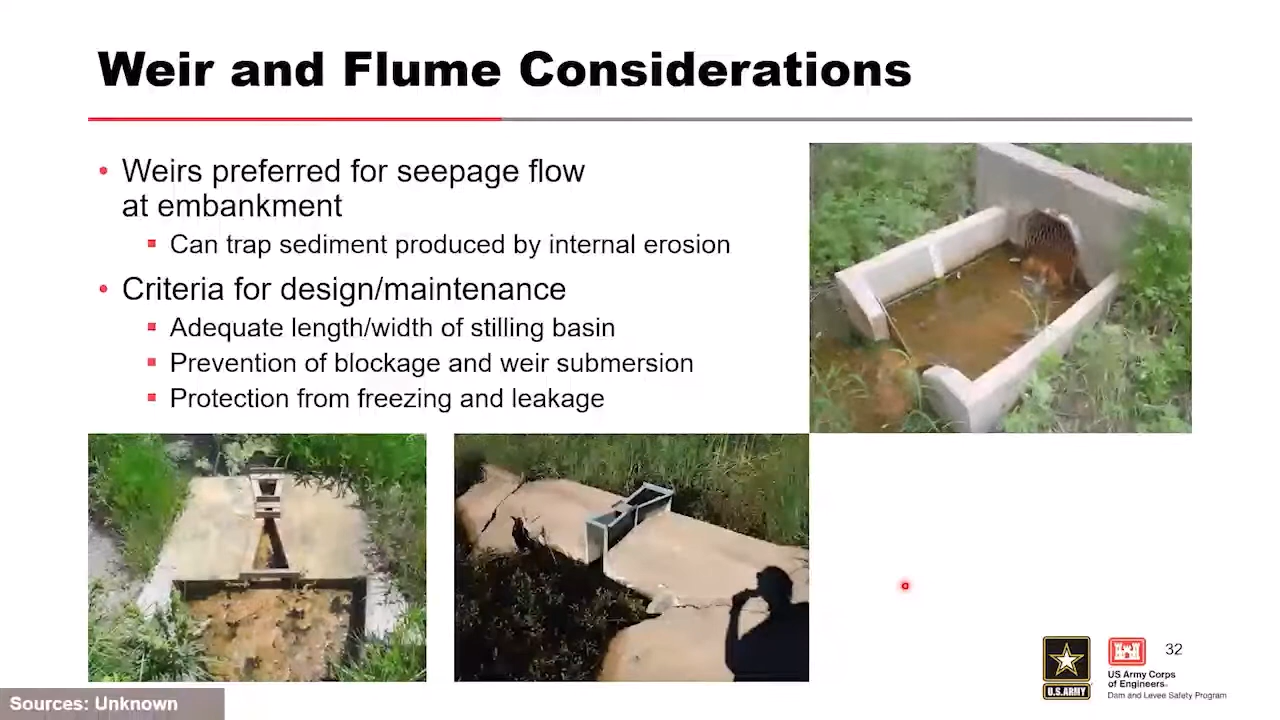 Weir and Flume Considerations
• Weirs preferred for seepage flow
at embankment
▪ Can trap sediment produced by internal erosion
• Criteria for design/maintenance
▪ Adequate length/width of stilling basin
▪ Prevention of blockage and weir submersion
▪ Protection from freezing and leakage
U.S.ARMY
US Army Corps
of Engineers®
Dam and Levee Safety Program
32
Sources: Unknown